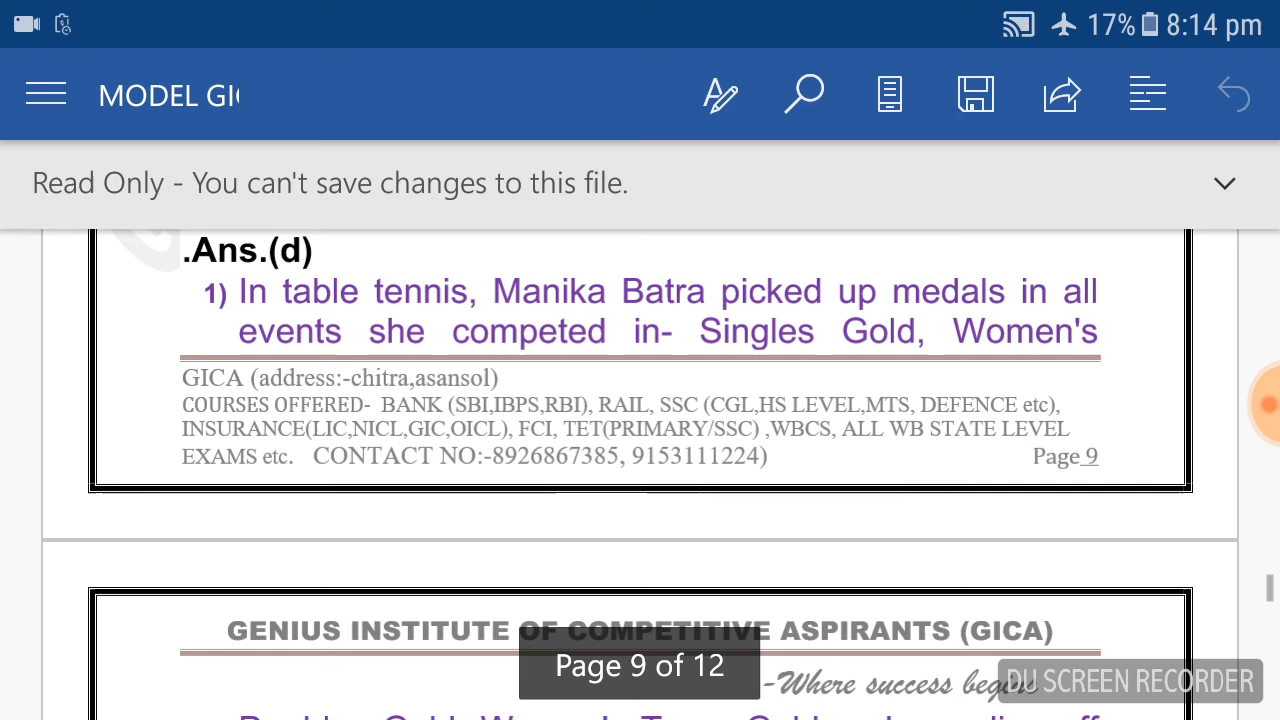 17% 8:14 pm
MODEL GI
Read Only - You can't save changes to this file.
.Ans.(d)
1) In table tennis, Manika Batra picked up medals in all
events she competed in- Singles Gold, Women's
GICA (address:-chitra,asansol)
COURSES OFFERED- BANK (SBI,IBPS,RBI), RAIL, SSC (CGL,HS LEVEL,MTS, DEFENCE etc),
INSURANCE(LIC,NICL,GIC,OICL), FCI, TET(PRIMARY/SSC) ,WBCS, ALL WB STATE LEVEL
EXAMS etc. CONTACT NO:-8926867385, 9153111224) Page 9
GENIUS INSTITUTE OF COMPETITIVE ASPIRANTS (GICA)
Page 9 of 12
-Where success begins
DU SCREEN RECORDER